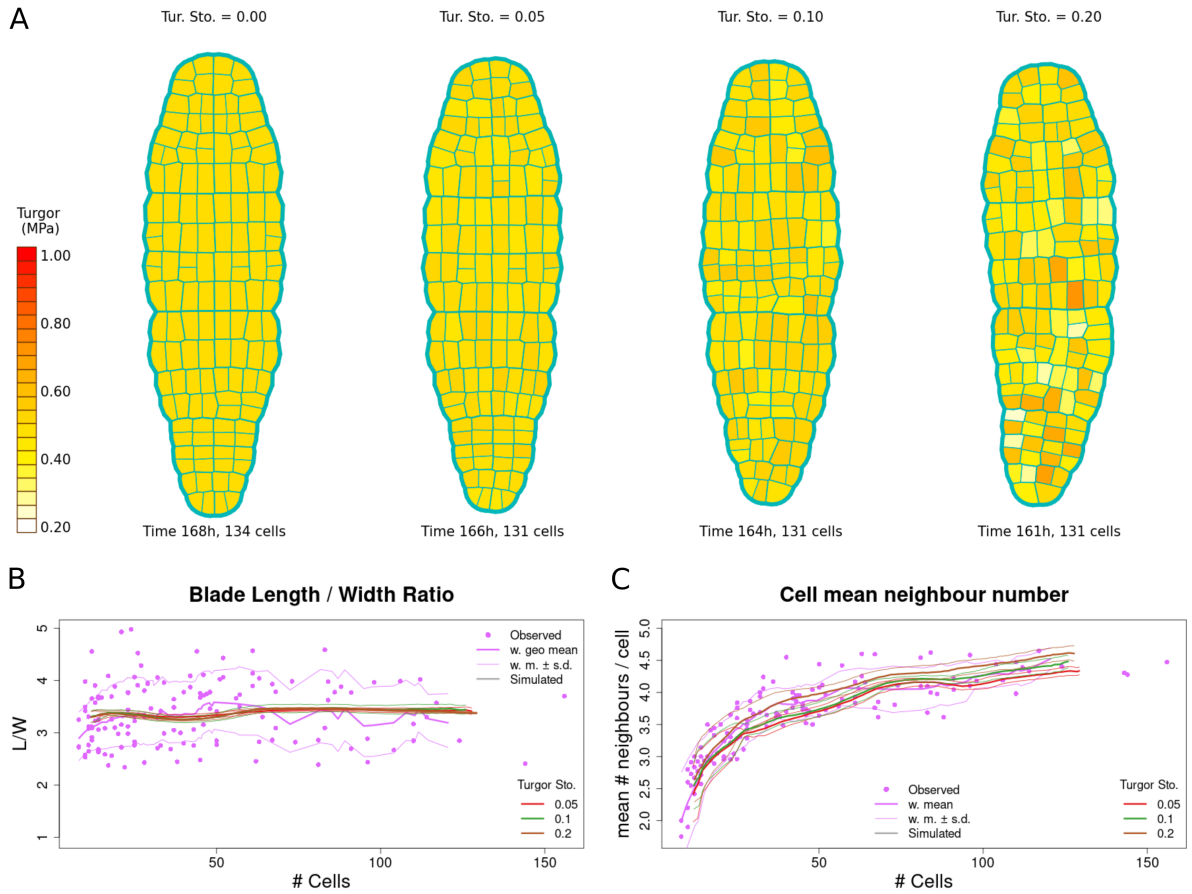 A
Tur. Sto. = 0.00
Tur. Sto. = 0.05
Tur. Sto. = 0.10
Tur. Sto. = 0.20
Turgor
(MPa)
1.00
0.80
0.60
0.40
0.20
Time 168h, 134 cells
Time 166h, 131 cells
Time 164h, 131 cells
Time 161h, 131 cells
B
Blade Length / Width Ratio
L/W
5
4
3
2
1
Observed
w. geo mean
w. m. ± s.d.
Simulated
Turgor Sto.
0.05
0.1
0.2
50
100
150
# Cells
C
Cell mean neighbour number
mean # neighbours / cell
5.0
4.5
4.0
3.5
3.0
2.5
2.0
Observed
w. mean
w. m. ± s.d.
Simulated
Turgor Sto.
0.05
0.1
0.2
50
100
150
# Cells